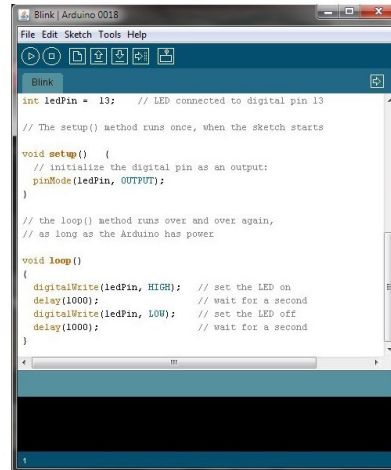 Blink | Arduino 0018
File Edit Sketch Tools Help
Blink
int ledPin =  13;    // LED connected to digital pin 13
// The setup() method runs once, when the sketch starts
void setup()   {
  // initialize the digital pin as an output:
  pinMode(ledPin, OUTPUT);
}
// the loop() method runs over and over again,
// as long as the Arduino has power
void loop()
{
  digitalWrite(ledPin, HIGH);   // set the LED on
  delay(1000);                  // wait for a second
  digitalWrite(ledPin, LOW);    // set the LED off
  delay(1000);                  // wait for a second
}
1